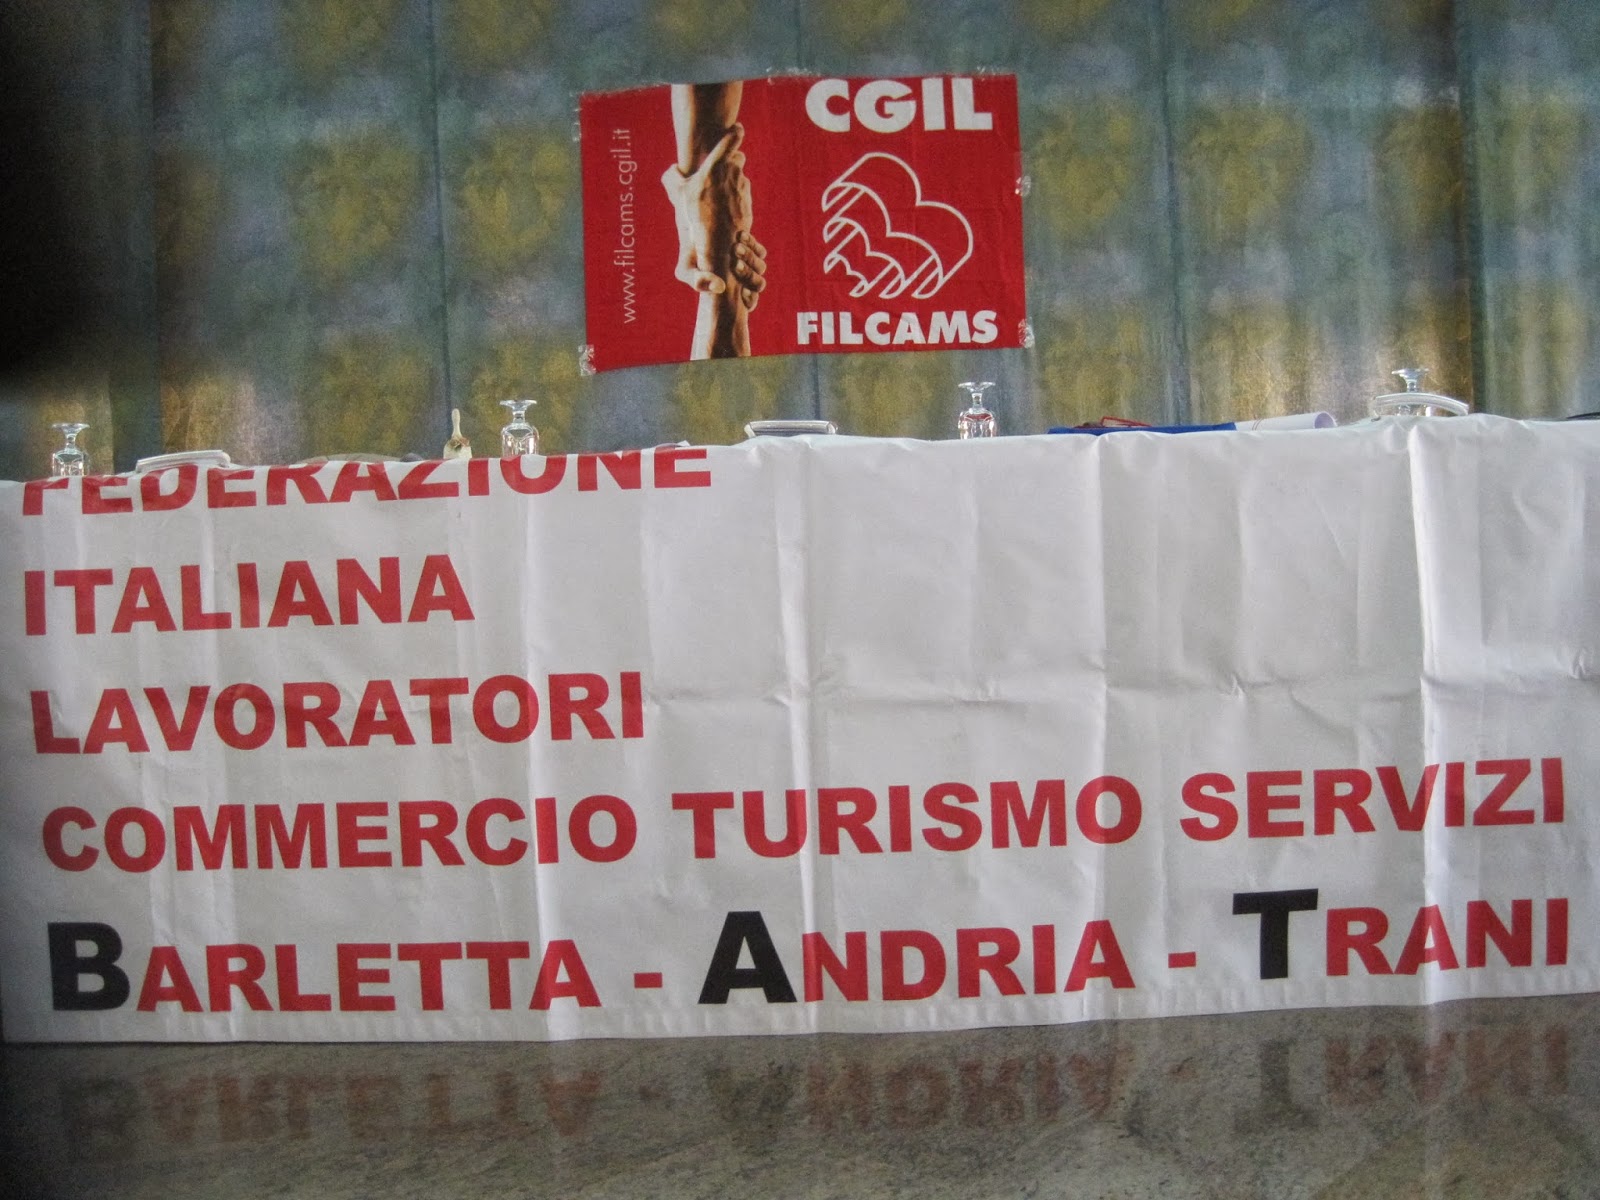 CGIL
www.filcams.cgil.it
FILCAMS
FEDERAZIONE
ITALIANA
LAVORATORI
COMMERCIO TURISMO SERVIZI
BARLETTA - ANDRIA - TRANI